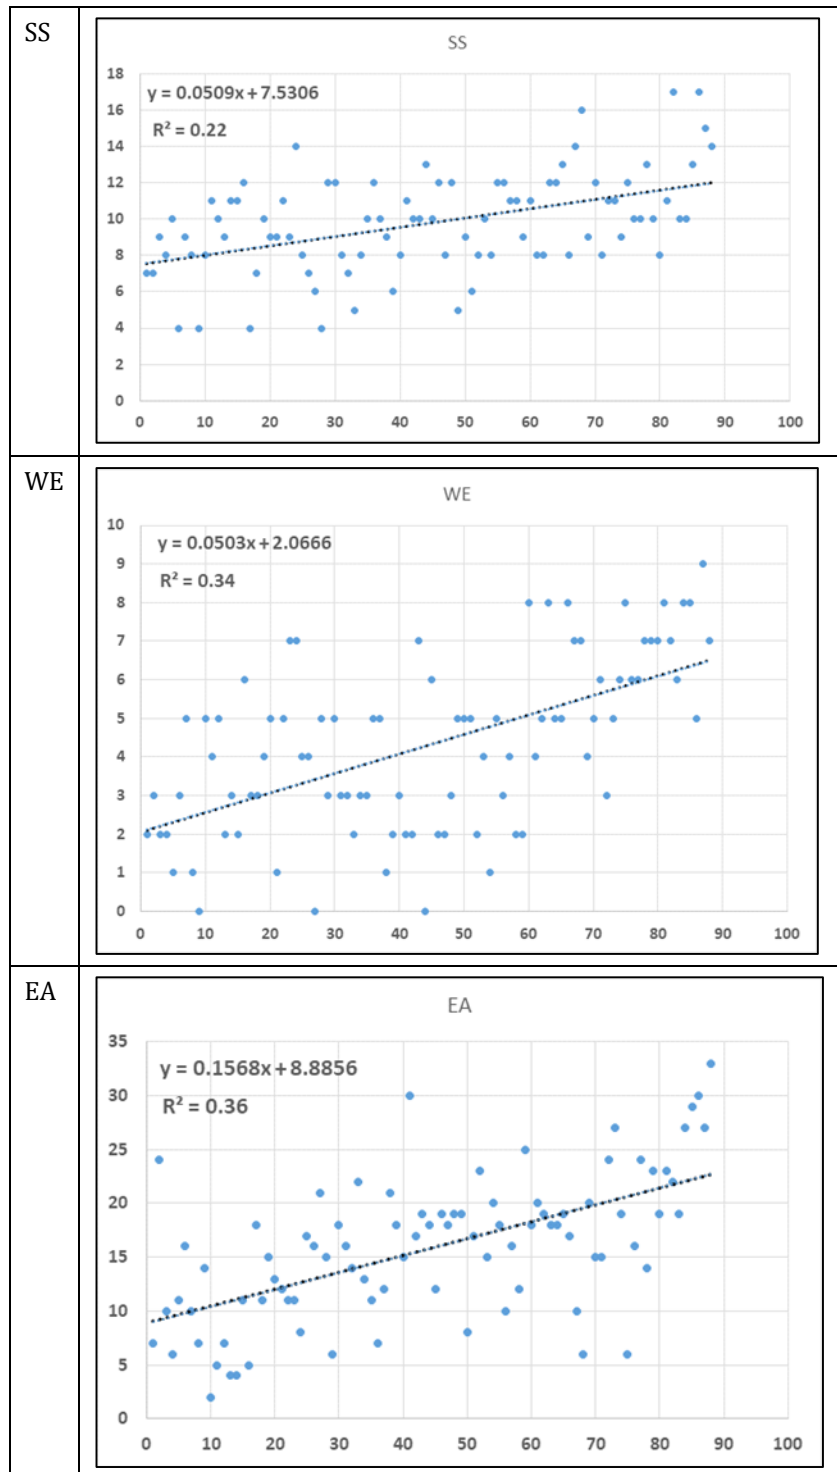 SS
SS
y = 0.0509x + 7.5306
R² = 0.22
18
16
14
12
10
8
6
4
2
0
0 10 20 30 40 50 60 70 80 90 100
WE
WE
y = 0.0503x + 2.0666
R² = 0.34
10
9
8
7
6
5
4
3
2
1
0
0 10 20 30 40 50 60 70 80 90 100
EA
EA
y = 0.1568x + 8.8856
R² = 0.36
35
30
25
20
15
10
5
0
0 10 20 30 40 50 60 70 80 90 100